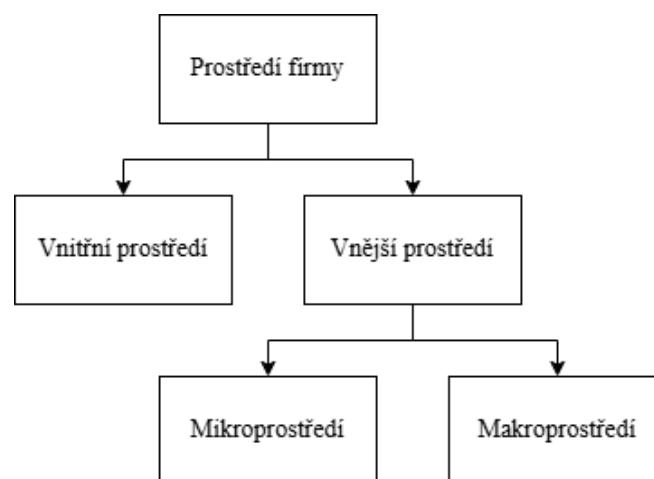 Prostředí firmy
Vnitřní prostředí
Vnější prostředí
Mikroprostředí
Makroprostředí